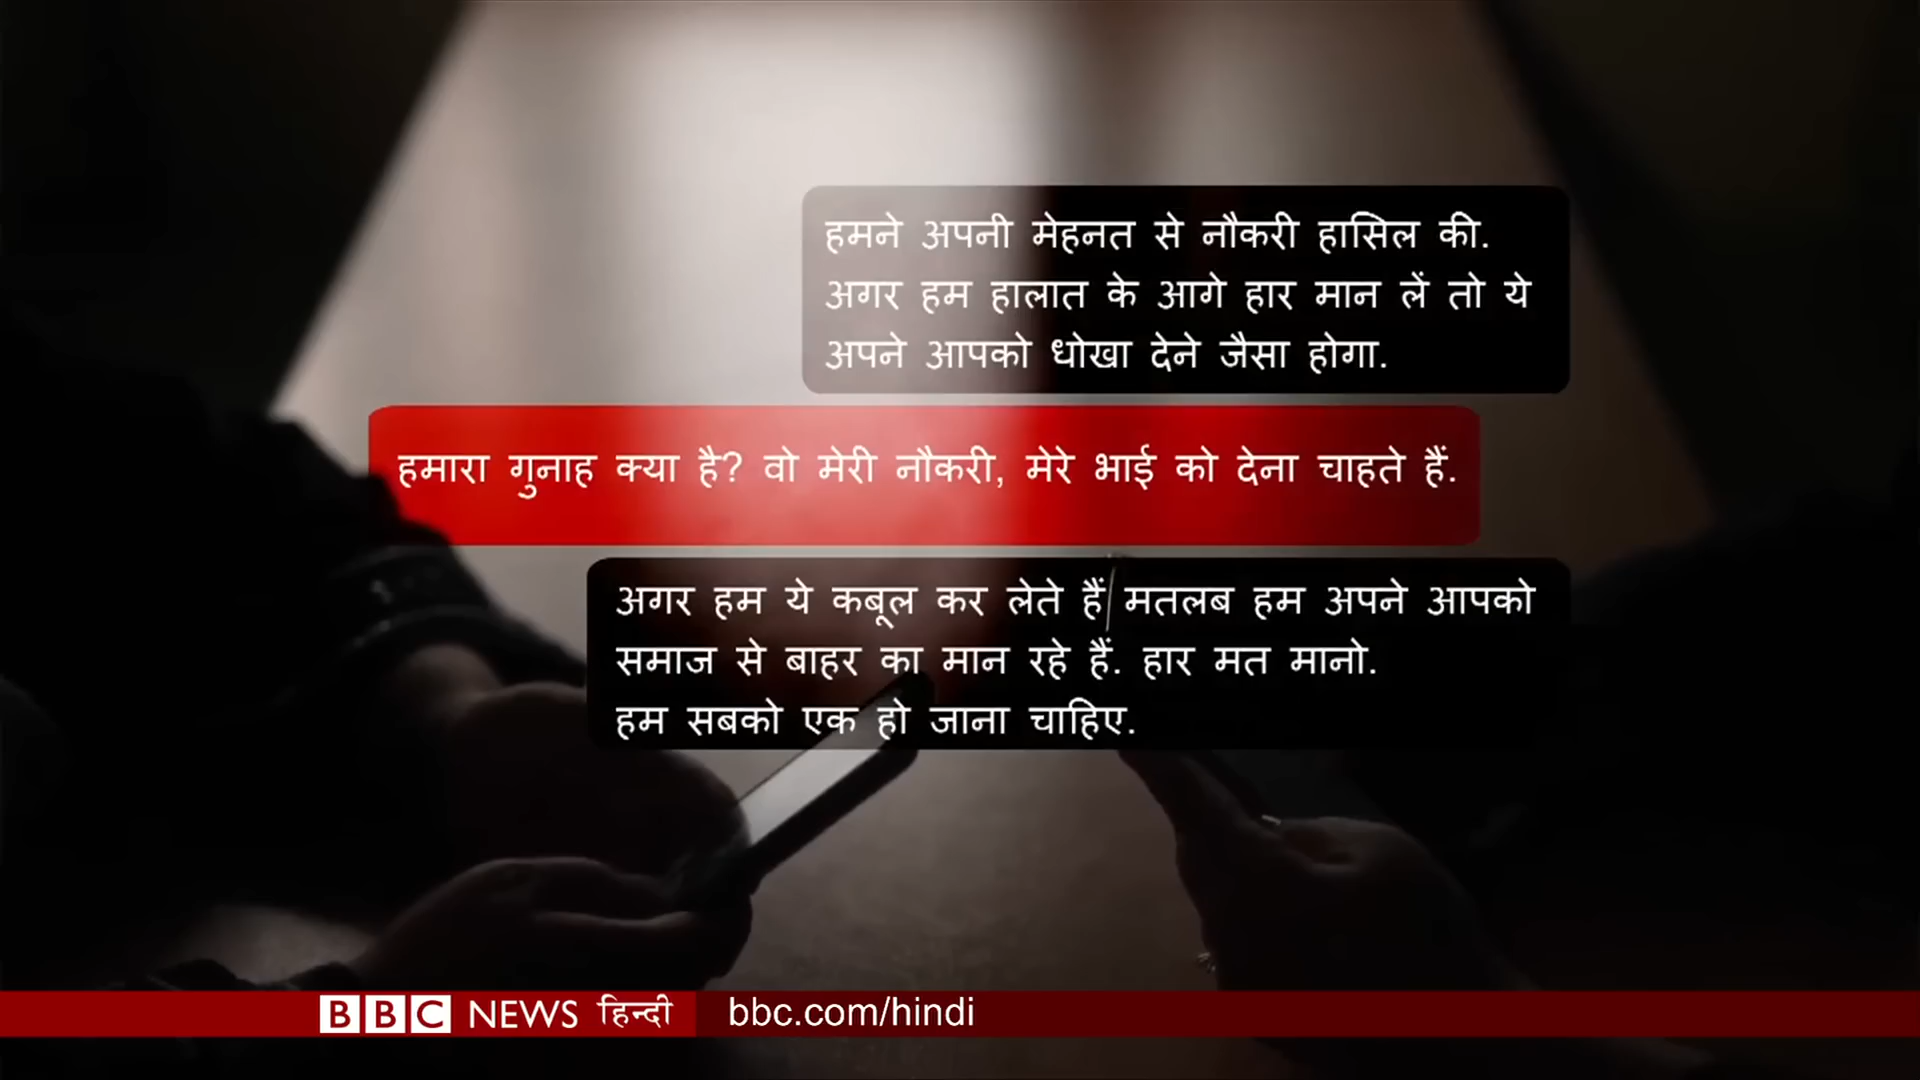 हमने अपनी मेहनत से नौकरी हासिल की.
अगर हम हालात के आगे हार मान लें तो ये
अपने आपको धोखा देने जैसा होगा.
हमारा गुनाह क्या है? वो मेरी नौकरी, मेरे भाई को देना चाहते हैं.
अगर हम ये कबूल कर लेते हैं मतलब हम अपने आपको
समाज से बाहर का मान रहे हैं. हार मत मानो.
हम सबको एक हो जाना चाहिए.
BBC NEWS हिन्दी bbc.com/hindi